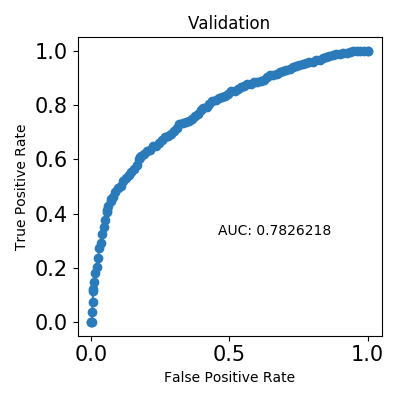 Validation
True Positive Rate
1.0
0.8
0.6
0.4
0.2
0.0
AUC: 0.7826218
0.0 0.5 1.0
False Positive Rate